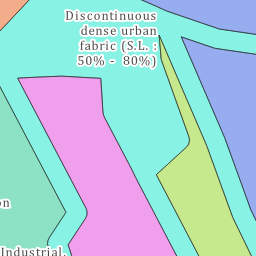 Discontinuous
dense urban
fabric (S.L. :
50% - 80%)
on
Industrial,